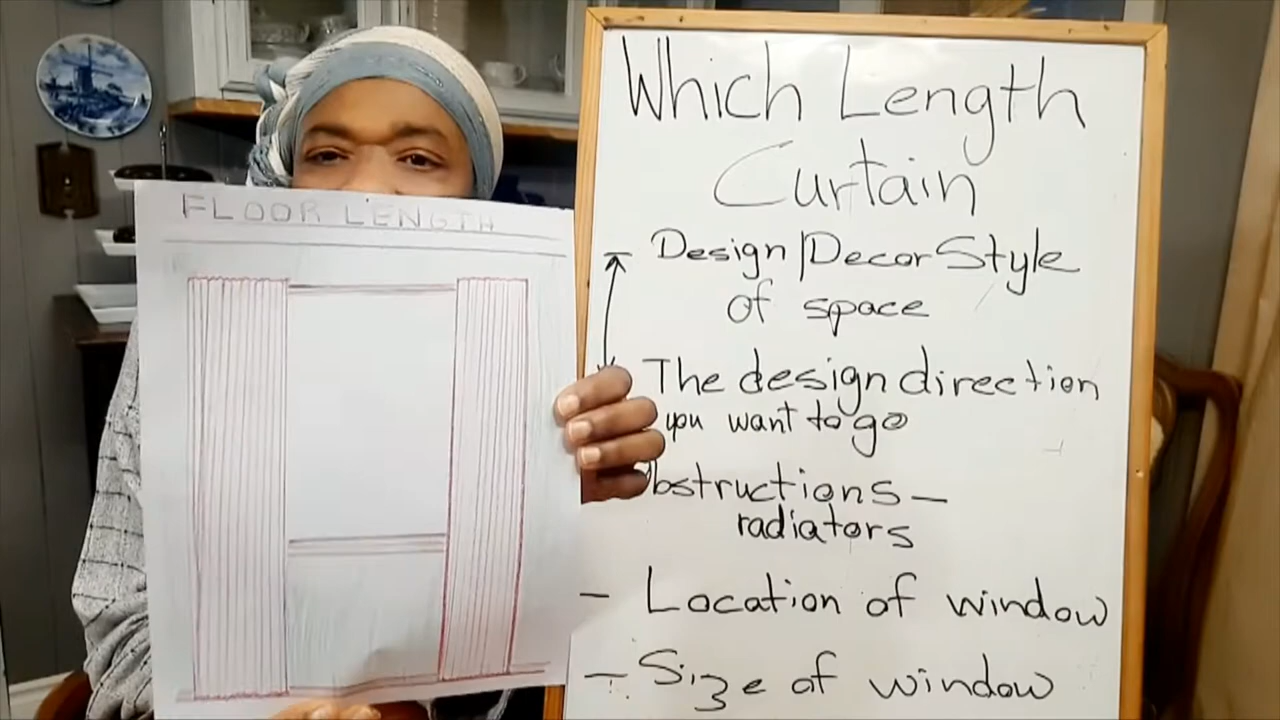 FLOOR LENGTH
Which Length
Curtain
Design/Decor Style
of space
The design direction
you want to go
bstructions –
radiators
– Location of window
– Size of window